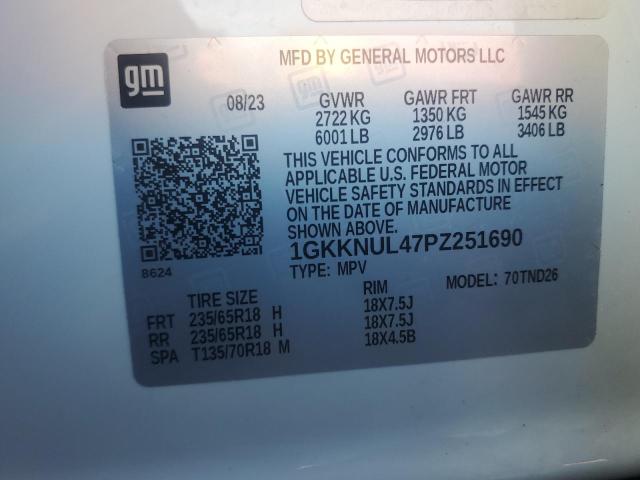 gm
MFD BY GENERAL MOTORS LLC
08/23 GVWR GAWR FRT GAWR RR
2722 KG 1350 KG 1545 KG
6001 LB 2976 LB 3406 LB
THIS VEHICLE CONFORMS TO ALL
APPLICABLE U.S. FEDERAL MOTOR
VEHICLE SAFETY STANDARDS IN EFFECT
ON THE DATE OF MANUFACTURE
SHOWN ABOVE.
1GKKNUL47PZ251690
8624
TYPE: MPV MODEL: 70TND26
TIRE SIZE RIM
FRT 235/65R18 H 18X7.5J
RR 235/65R18 H 18X7.5J
SPA T135/70R18 M 18X4.5B